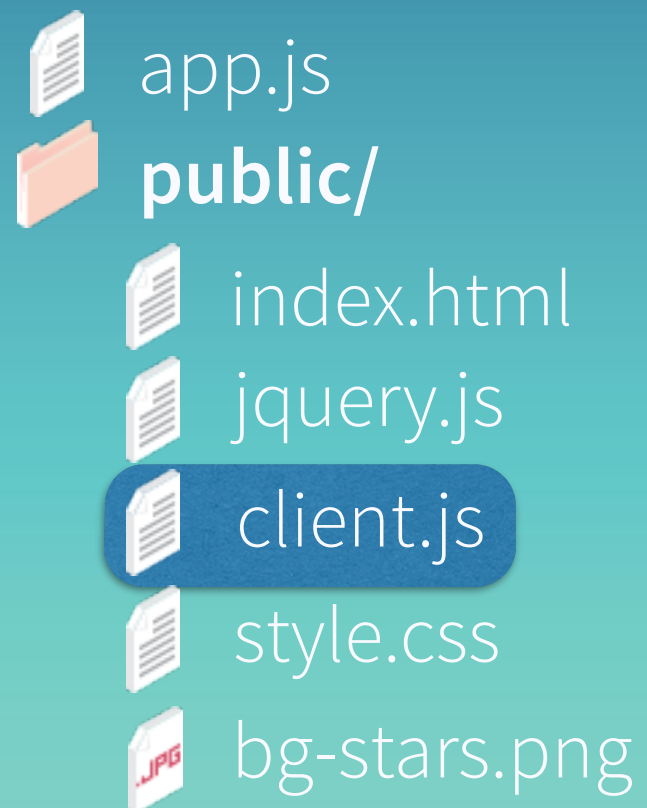 app.js
public/
index.html
jquery.js
client.js
style.css
.JPG
bg-stars.png